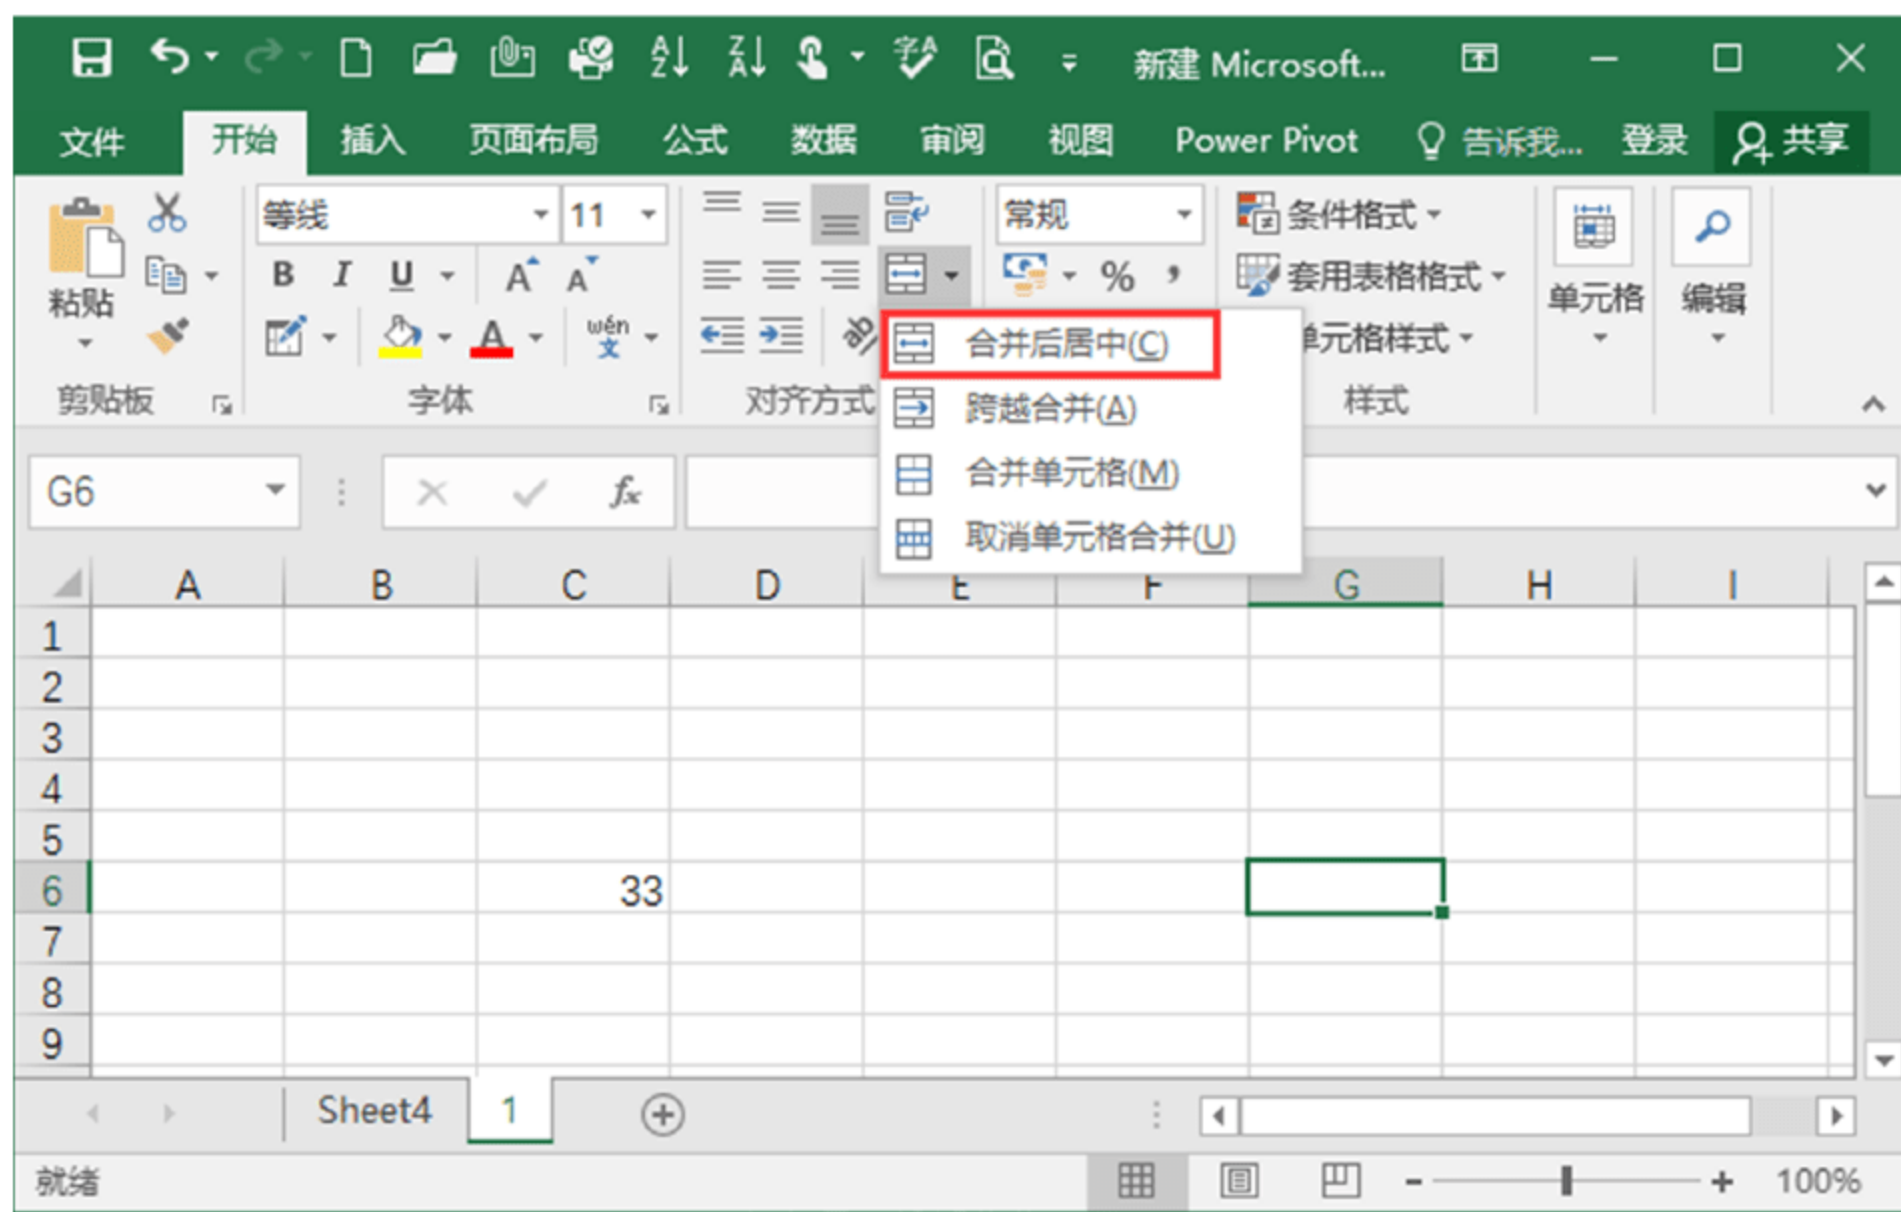 新建 Microsoft...
文件 开始 插入 页面布局 公式 数据 审阅 视图 Power Pivot 告诉我... 登录 共享
等线 11 常规 条件格式
粘贴 B I U A A % , 套用表格格式 单元格 编辑
A wén 文 ab 单元格样式
剪贴板 字体 对齐方式 样式
合并后居中(C)
跨越合并(A)
合并单元格(M)
取消单元格合并(U)
G6 fx
A B C D E F G H I
1
2
3
4
5
6 33
7
8
9
Sheet4 1
就绪 100%